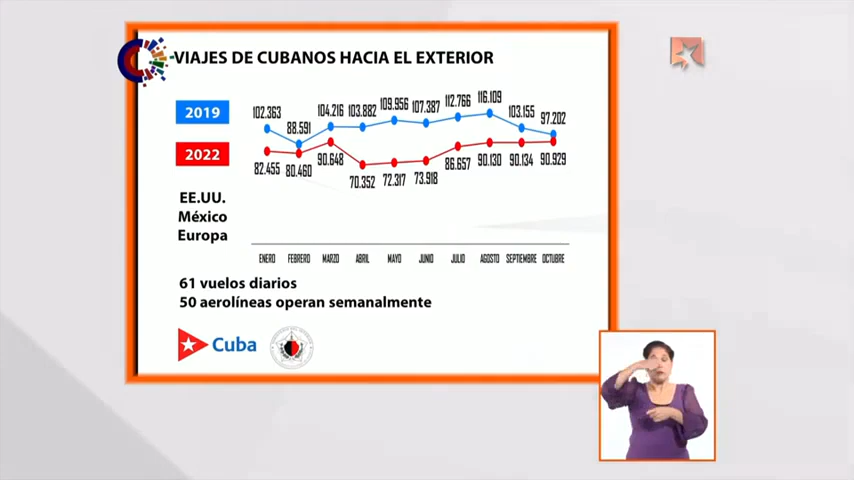 VIAJES DE CUBANOS HACIA EL EXTERIOR
2019
102.363 88.591 104.216 103.882 109.956 107.387 112.766 116.109 103.155 97.202
2022
82.455 80.460 90.648 70.352 72.317 73.918 86.657 90.130 90.134 90.929
EE.UU.
México
Europa
ENERO FEBRERO MARZO ABRIL MAYO JUNIO JULIO AGOSTO SEPTIEMBRE OCTUBRE
61 vuelos diarios
50 aerolíneas operan semanalmente
Cuba